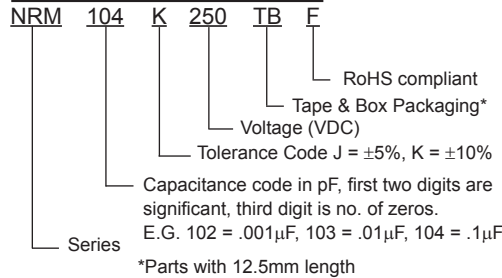 NRM 104 K 250 TB F
RoHS compliant
Tape & Box Packaging*
Voltage (VDC)
Tolerance Code J = ±5%, K = ±10%
Capacitance code in pF, first two digits are
significant, third digit is no. of zeros.
E.G. 102 = .001μF, 103 = .01μF, 104 = .1μF
Series
*Parts with 12.5mm length